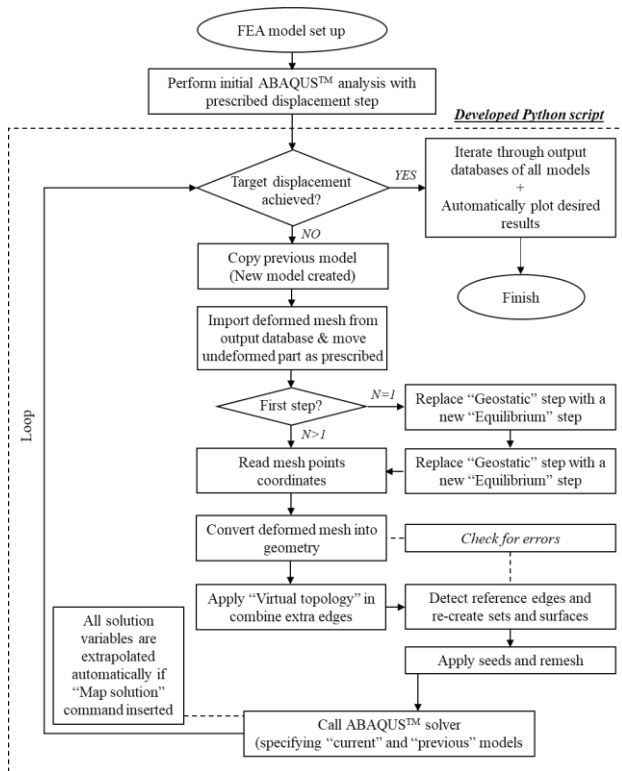 FEA model set up
Perform initial ABAQUS™ analysis with
prescribed displacement step
Developed Python script
Target displacement
achieved?
YES
Iterate through output
databases of all models
+
Automatically plot desired
results
Finish
NO
Copy previous model
(New model created)
Import deformed mesh from
output database & move
undeformed part as prescribed
First step?
N=1
Replace “Geostatic” step with a
new “Equilibrium” step
N>1
Read mesh points
coordinates
Replace “Geostatic” step with a
new “Equilibrium” step
Loop
Convert deformed mesh into
geometry
Check for errors
Apply “Virtual topology” in
combine extra edges
Detect reference edges and
re-create sets and surfaces
All solution
variables are
extrapolated
automatically if
“Map solution”
command inserted
Apply seeds and remesh
Call ABAQUS™ solver
(specifying “current” and “previous” models